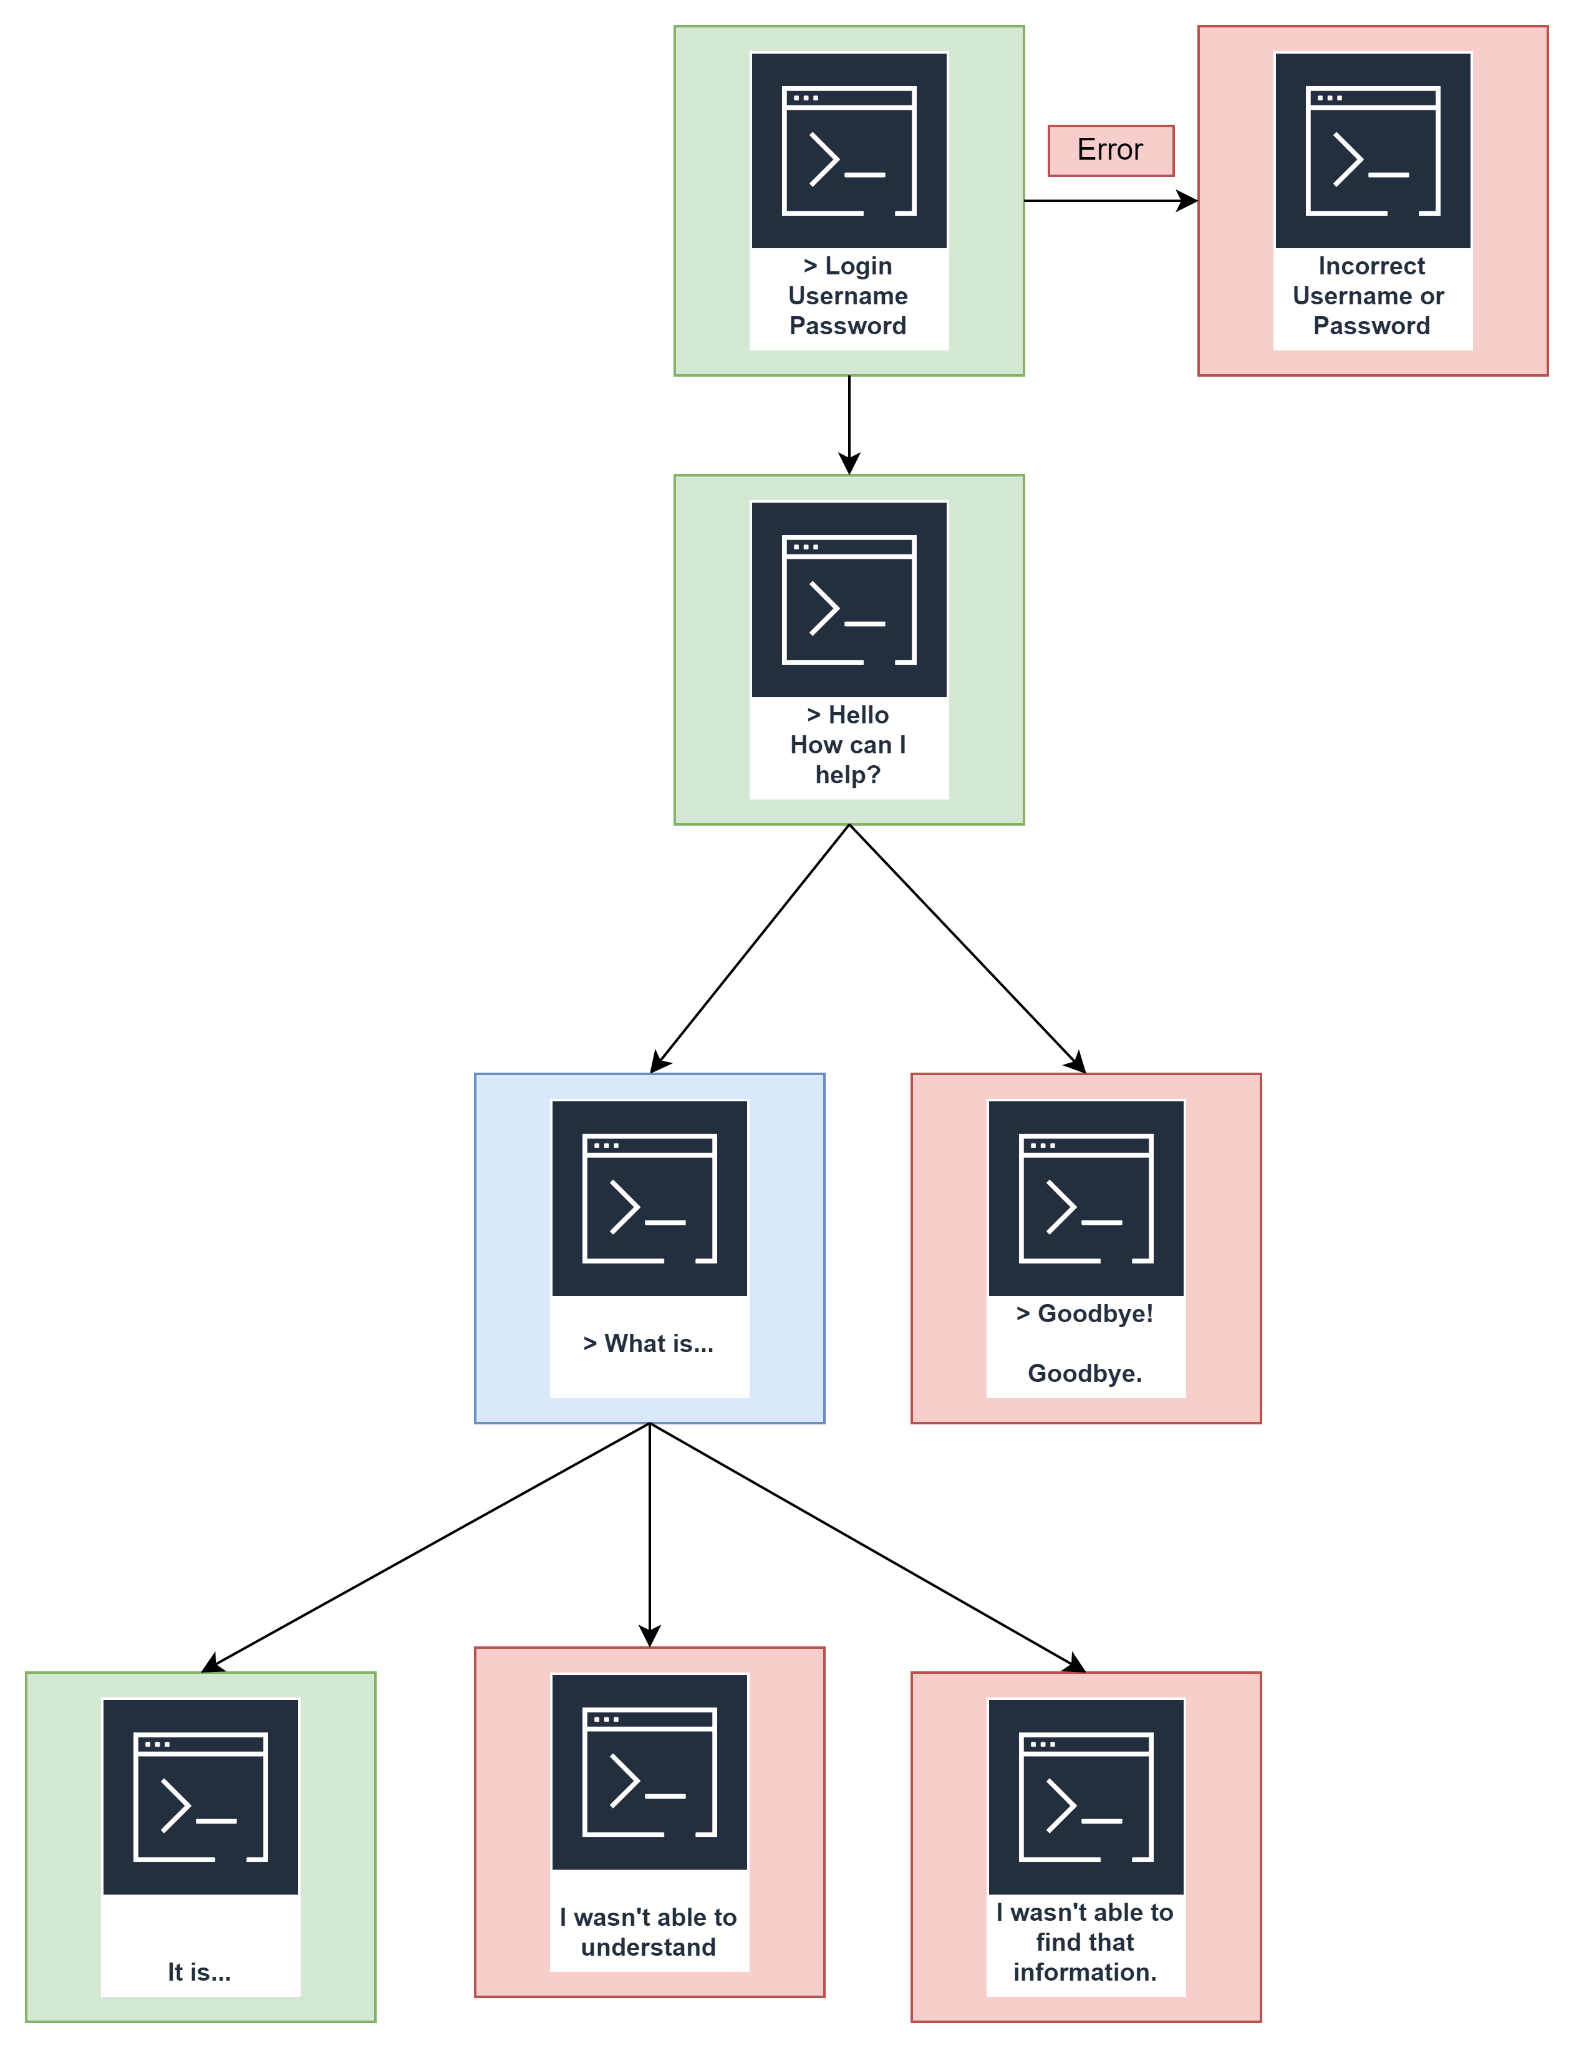 > Login
Username
Password
Error
Incorrect
Username or
Password
> Hello
How can I
help?
> What is...
> Goodbye!
Goodbye.
It is...
I wasn't able to
understand
I wasn't able to
find that
information.